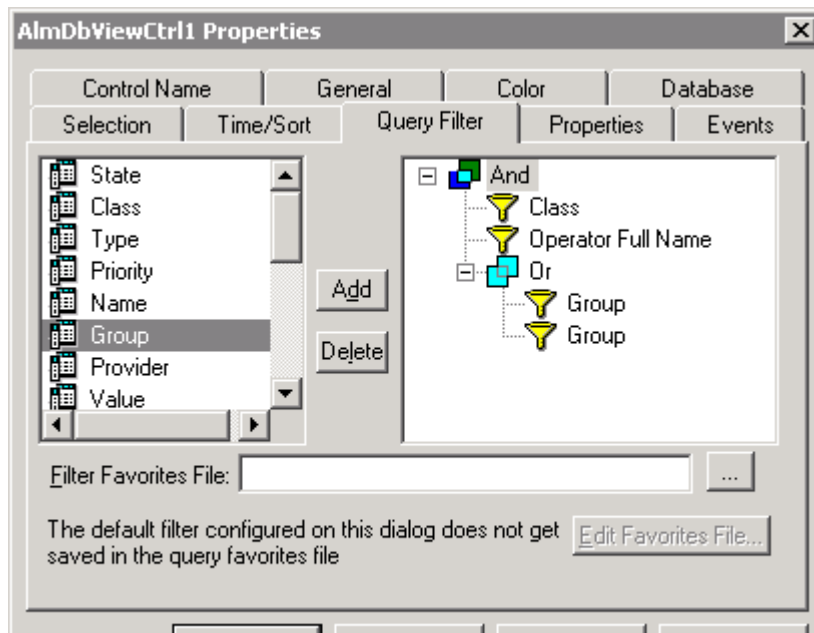 AlmDbViewCtrl1 Properties
Control Name General Color Database
Selection Time/Sort Query Filter Properties Events
State
Class
Type
Priority
Name
Group
Provider
Value
Add
Delete
And
Class
Operator Full Name
Or
Group
Group
Filter Favorites File:
...
The default filter configured on this dialog does not get
saved in the query favorites file
Edit Favorites File...